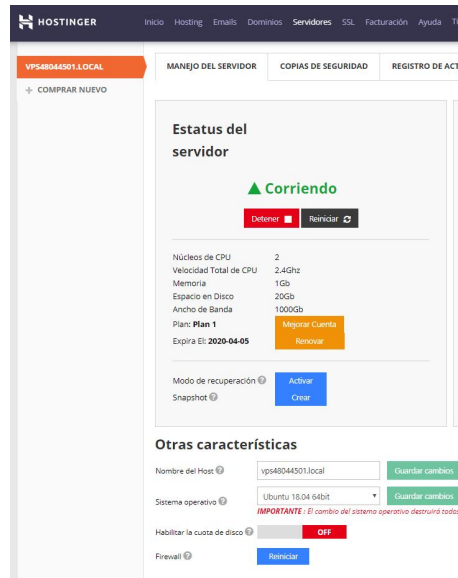 HOSTINGER
Inicio Hosting Emails Dominios Servidores SSL Facturación Ayuda
VPS48044501.LOCAL
MANEJO DEL SERVIDOR COPIAS DE SEGURIDAD REGISTRO DE ACT
+ COMPRAR NUEVO
Estatus del
servidor
Corriendo
Detener Reiniciar
Núcleos de CPU 2
Velocidad Total de CPU 2.4Ghz
Memoria 1Gb
Espacio en Disco 20Gb
Ancho de Banda 1000Gb
Plan: Plan 1 Mejorar Cuenta
Expira El: 2020-04-05 Renovar
Modo de recuperación Activar
Snapshot Crear
Otras características
Nombre del Host vps48044501.local Guardar cambios
Sistema operativo Ubuntu 18.04 64bit Guardar cambios
IMPORTANTE : El cambio del sistema operativo destruirá todos
Habilitar la cuota de disco OFF
Firewall Reiniciar